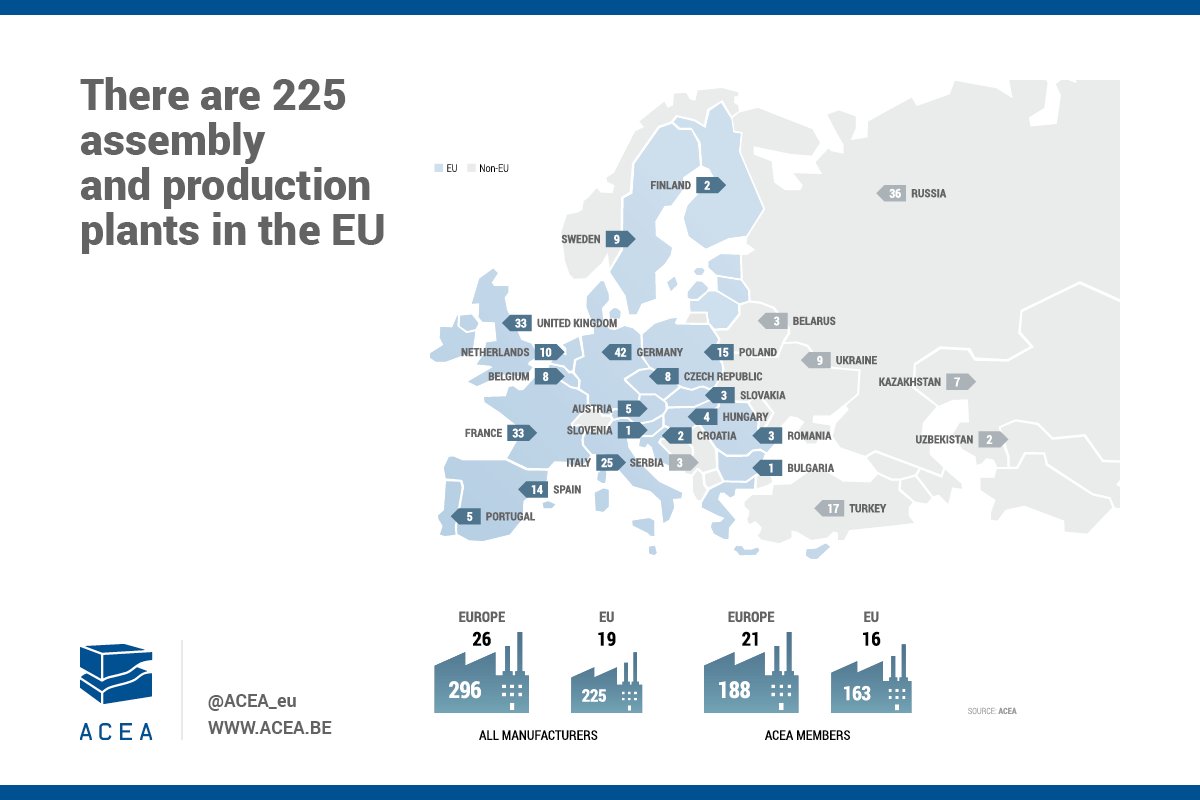 There are 225
assembly
and production
plants in the EU
EU Non-EU
FINLAND 2
36 RUSSIA
SWEDEN 9
33 UNITED KINGDOM
3 BELARUS
NETHERLANDS 10
42 GERMANY
15 POLAND
9 UKRAINE
BELGIUM 8
8 CZECH REPUBLIC
KAZAKHSTAN 7
3 SLOVAKIA
AUSTRIA 5
4 HUNGARY
FRANCE 33
SLOVENIA 1
2 CROATIA
3 ROMANIA
UZBEKISTAN 2
ITALY 25
SERBIA 3
1 BULGARIA
14 SPAIN
17 TURKEY
5 PORTUGAL
EUROPE EU EUROPE EU
26 19 21 16
296 225 188 163
ALL MANUFACTURERS ACEA MEMBERS
SOURCE: ACEA
ACEA
@ACEA_eu
WWW.ACEA.BE